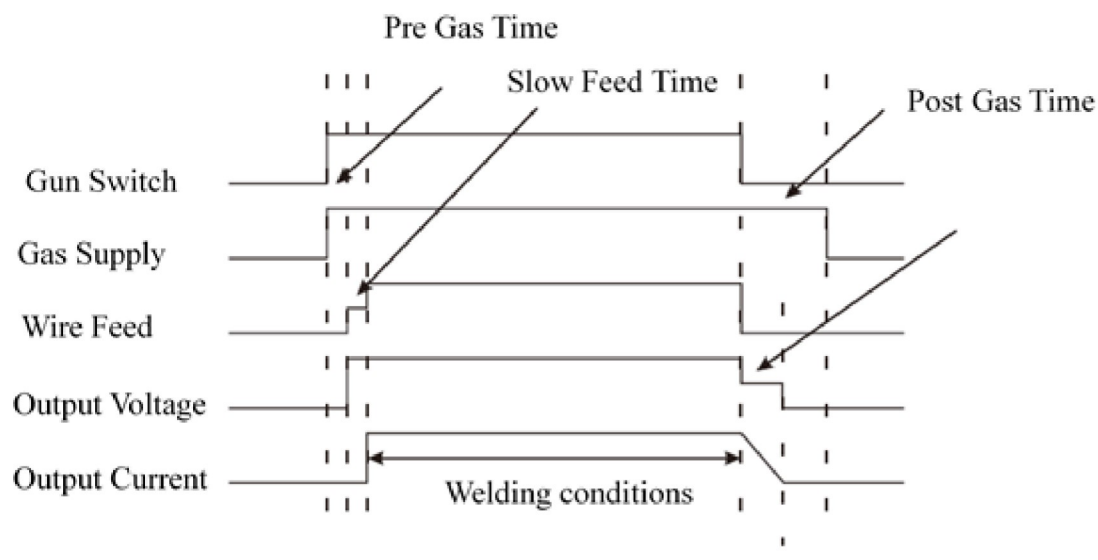 Pre Gas Time
Slow Feed Time
Post Gas Time
Gun Switch
Gas Supply
Wire Feed
Output Voltage
Output Current
Welding conditions